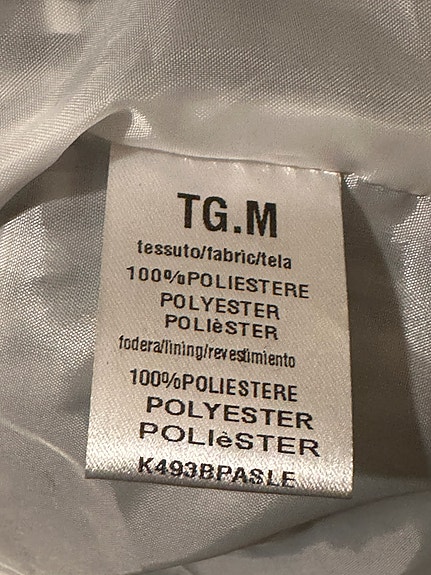 TG.M
tessuto/fabric/tela
100%POLIESTERE
POLYESTER
POLIèSTER
fodera/lining/revestimiento
100%POLIESTERE
POLYESTER
POLIèSTER
K493BPASLE